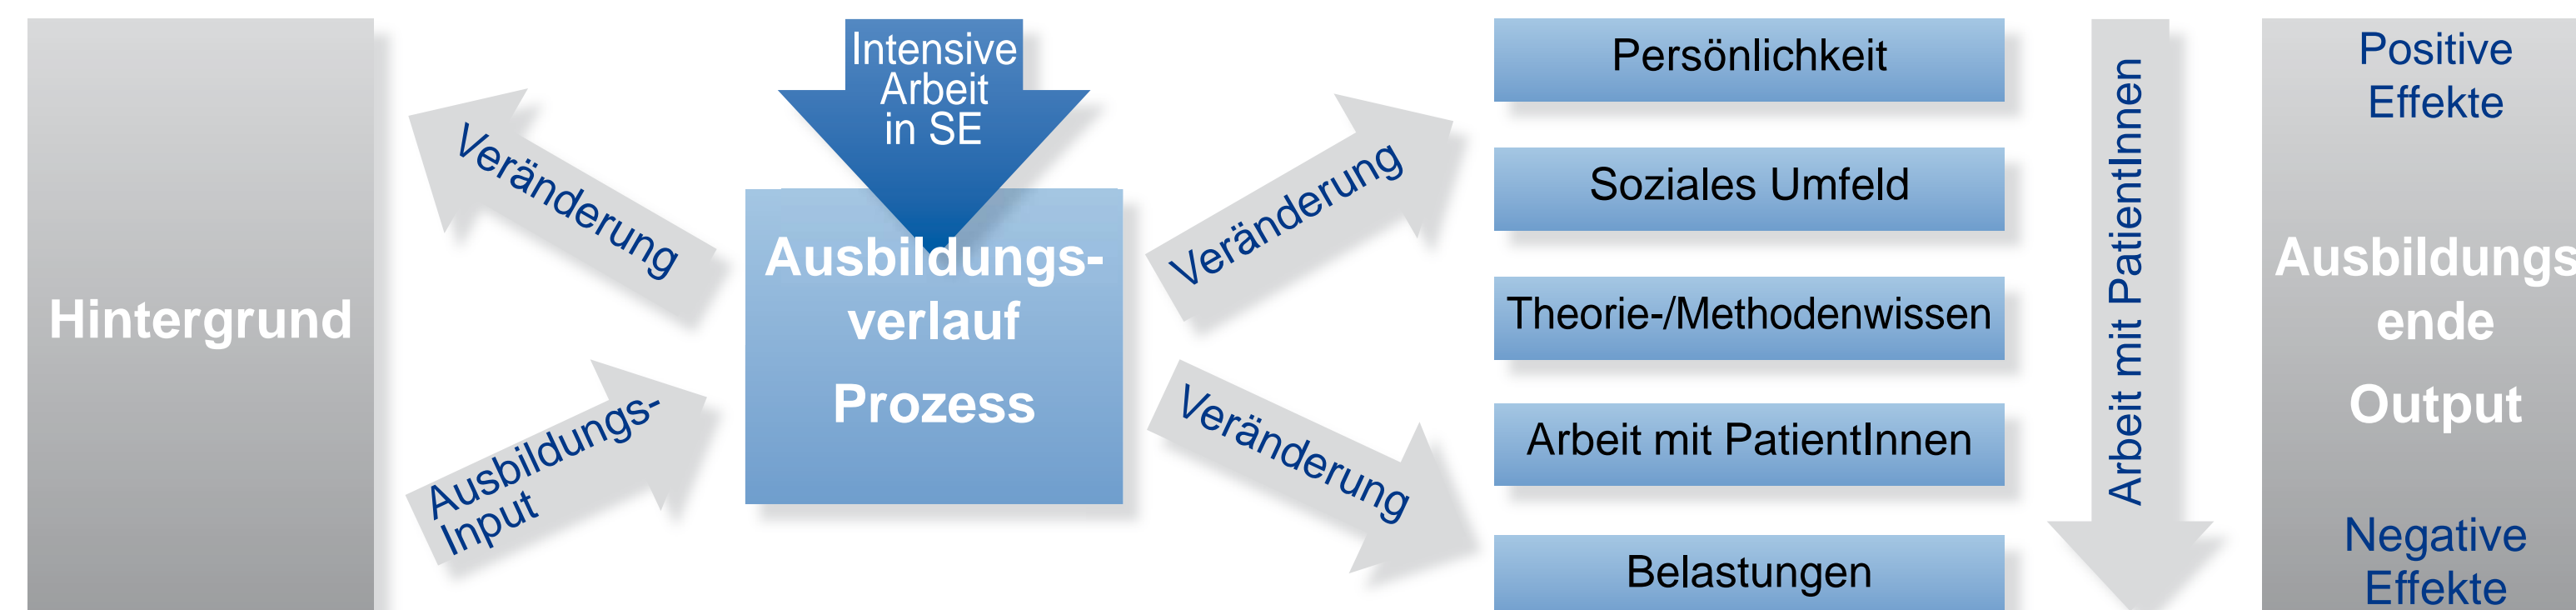 Hintergrund
Veränderung
Ausbildungs-
Input
Intensive
Arbeit
in SE
Ausbildungs-
verlauf
Prozess
Veränderung
Veränderung
Persönlichkeit
Soziales Umfeld
Theorie-/Methodenwissen
Arbeit mit PatientInnen
Belastungen
Arbeit mit PatientInnen
Positive
Effekte
Ausbildungs
ende
Output
Negative
Effekte